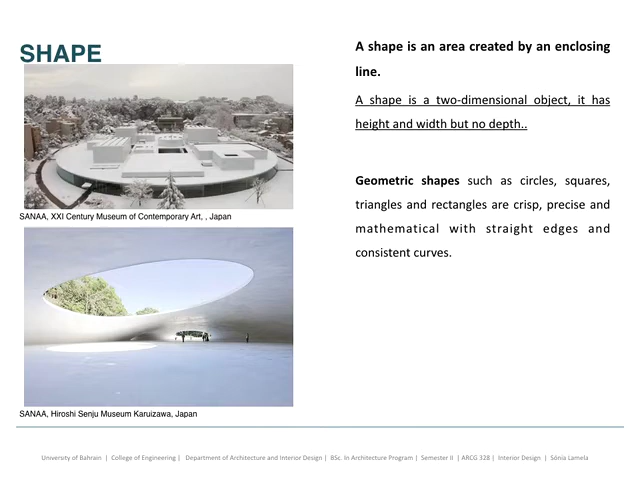 SHAPE
SANAA, XXI Century Museum of Contemporary Art, , Japan
SANAA, Hiroshi Senju Museum Karuizawa, Japan
A shape is an area created by an enclosing
line.
A shape is a two-dimensional object, it has
height and width but no depth..
Geometric shapes such as circles, squares,
triangles and rectangles are crisp, precise and
mathematical with straight edges and
consistent curves.
University of Bahrain | College of Engineering | Department of Architecture and Interior Design | BSc. In Architecture Program | Semester II | ARCG 328 | Interior Design | Sónia Lamela